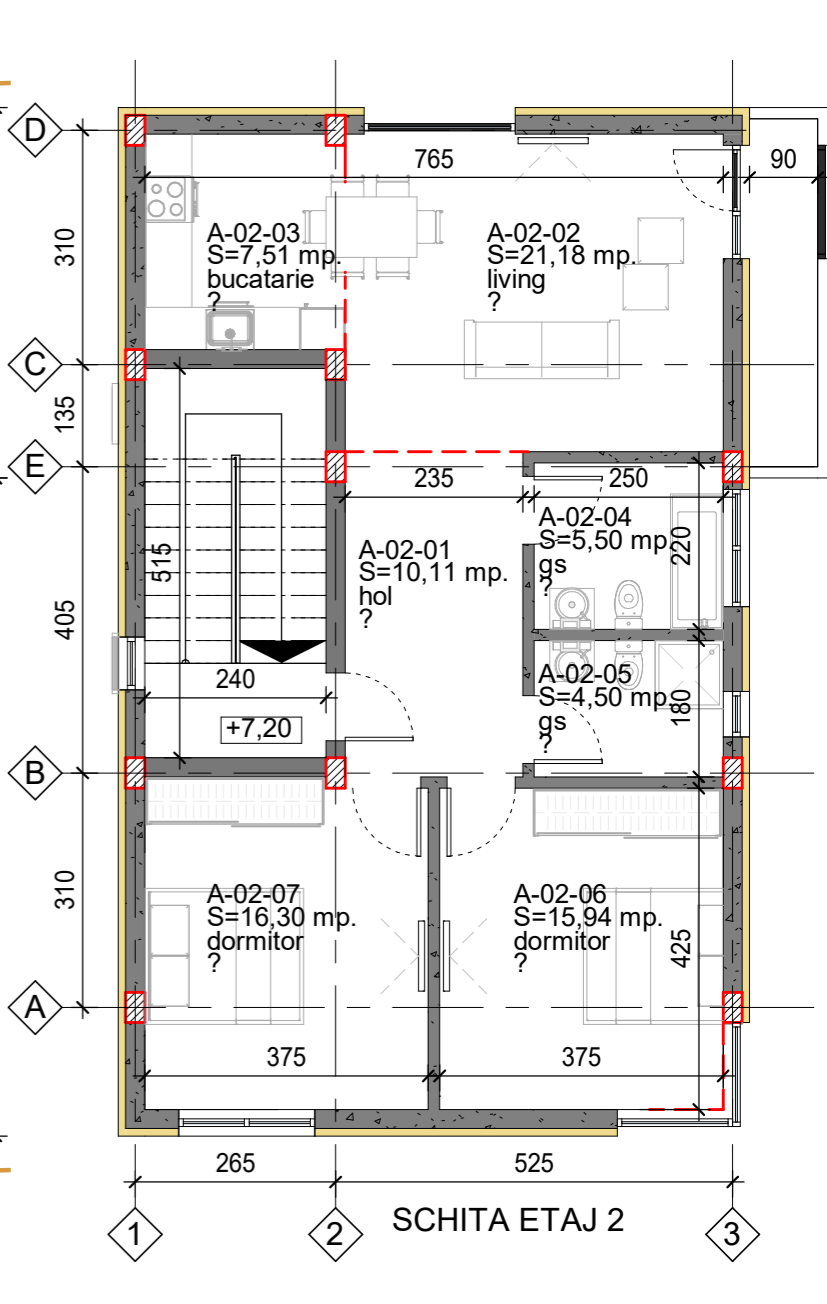 D
765
90
310
A-02-03
S=7,51 mp.
bucatarie
?
A-02-02
S=21,18 mp.
living
?
C
135
E
235
250
A-02-04
S=5,50 mp.
gs
?
220
515
A-02-01
S=10,11 mp.
hol
?
405
240
A-02-05
S=4,50 mp.
gs
?
180
+7,20
B
310
A-02-07
S=16,30 mp.
dormitor
?
A-02-06
S=15,94 mp.
dormitor
?
425
A
375
375
265
525
SCHITA ETAJ 2
1
2
3